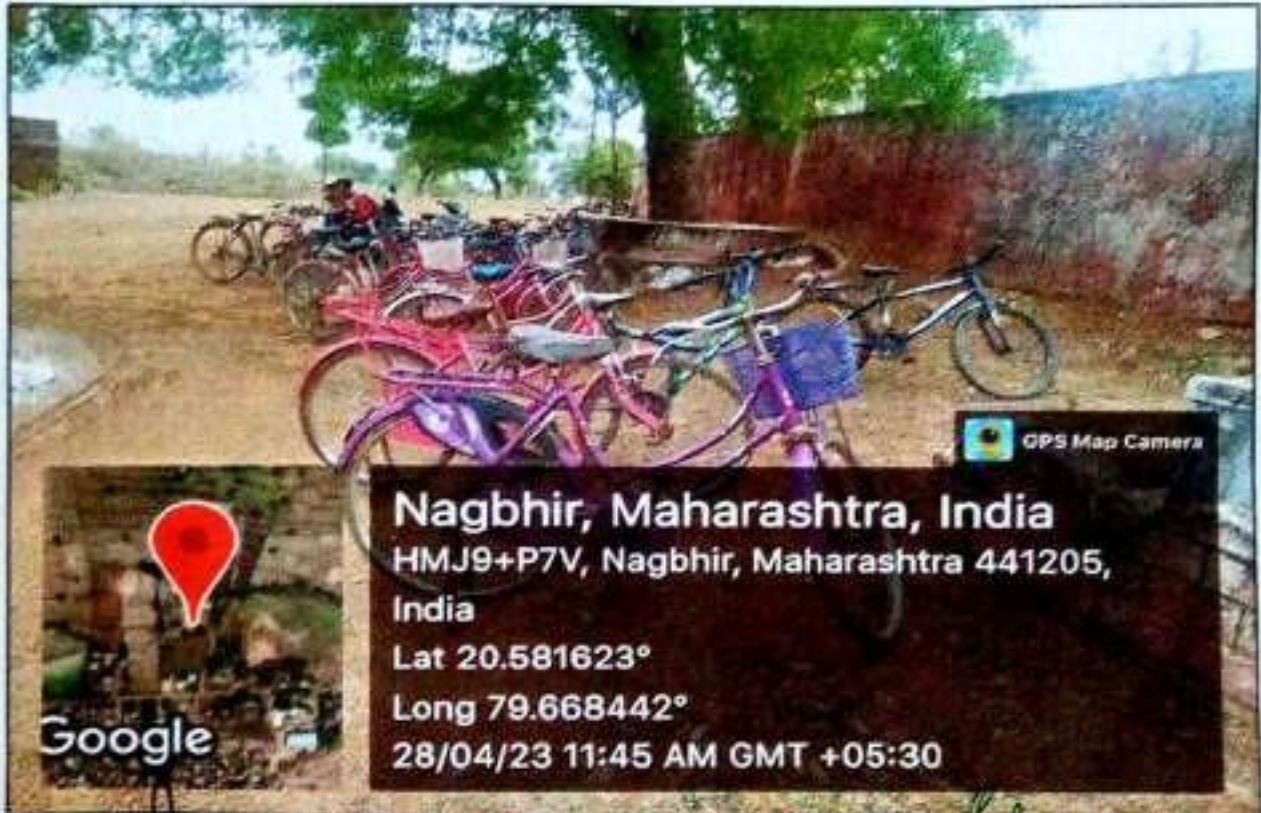 GPS Map Camera
Nagbhir, Maharashtra, India
HMJ9+P7V, Nagbhir, Maharashtra 441205,
India
Lat 20.581623°
Long 79.668442°
28/04/23 11:45 AM GMT +05:30
Google